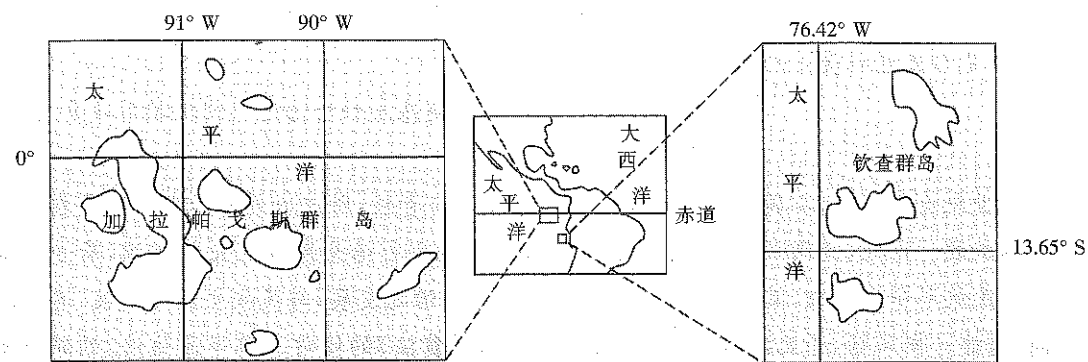 91° W
90° W
0°
太
平
洋
加拉帕戈斯群岛
大
西
洋
太
平
洋
赤道
76.42° W
太
平
洋
钦查群岛
13.65° S